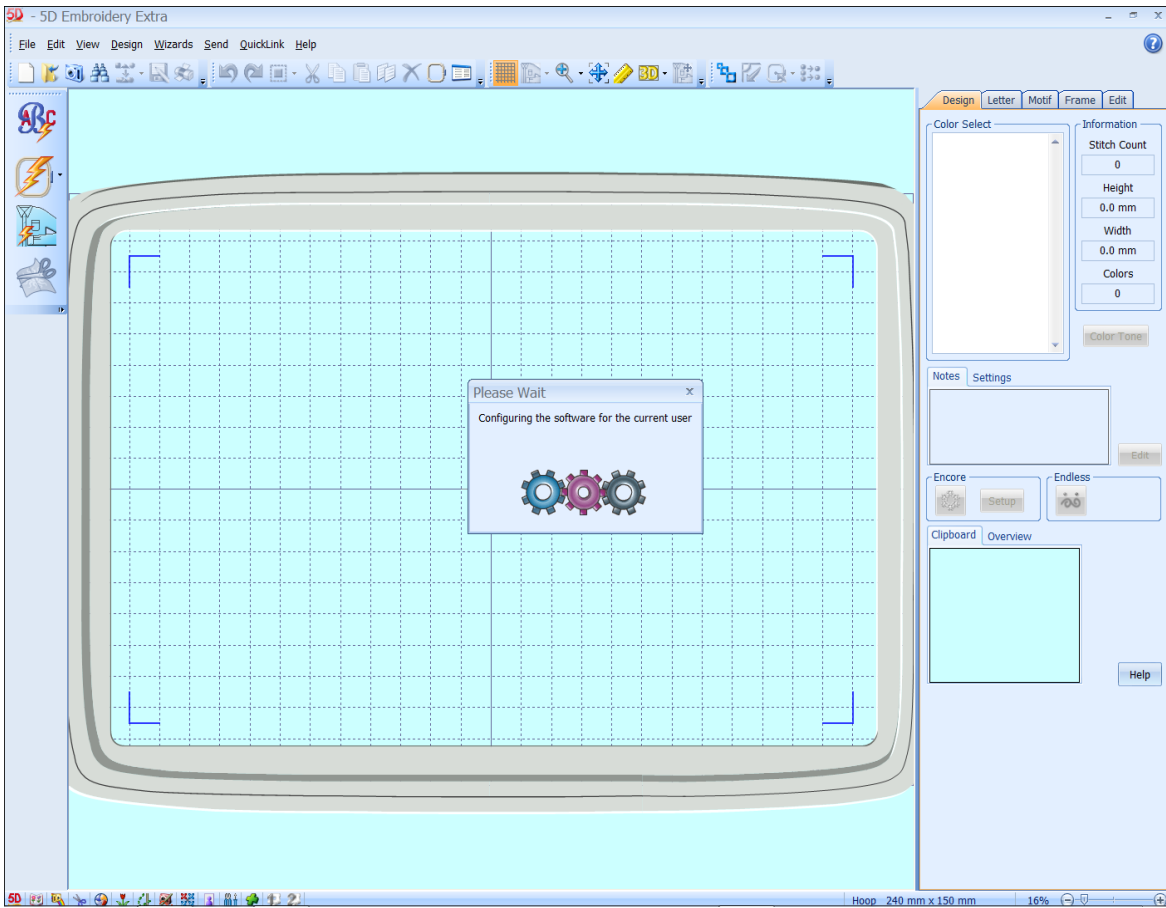 5D - 5D Embroidery Extra
File Edit View Design Wizards Send QuickLink Help
3D
ABC
Design Letter Motif Frame Edit
Color Select
Information
Stitch Count
0
Height
0.0 mm
Width
0.0 mm
Colors
0
Color Tone
Notes Settings
Please Wait x
Configuring the software for the current user
Edit
Encore
Endless
Setup
Clipboard Overview
Help
5D
Hoop 240 mm x 150 mm 16%